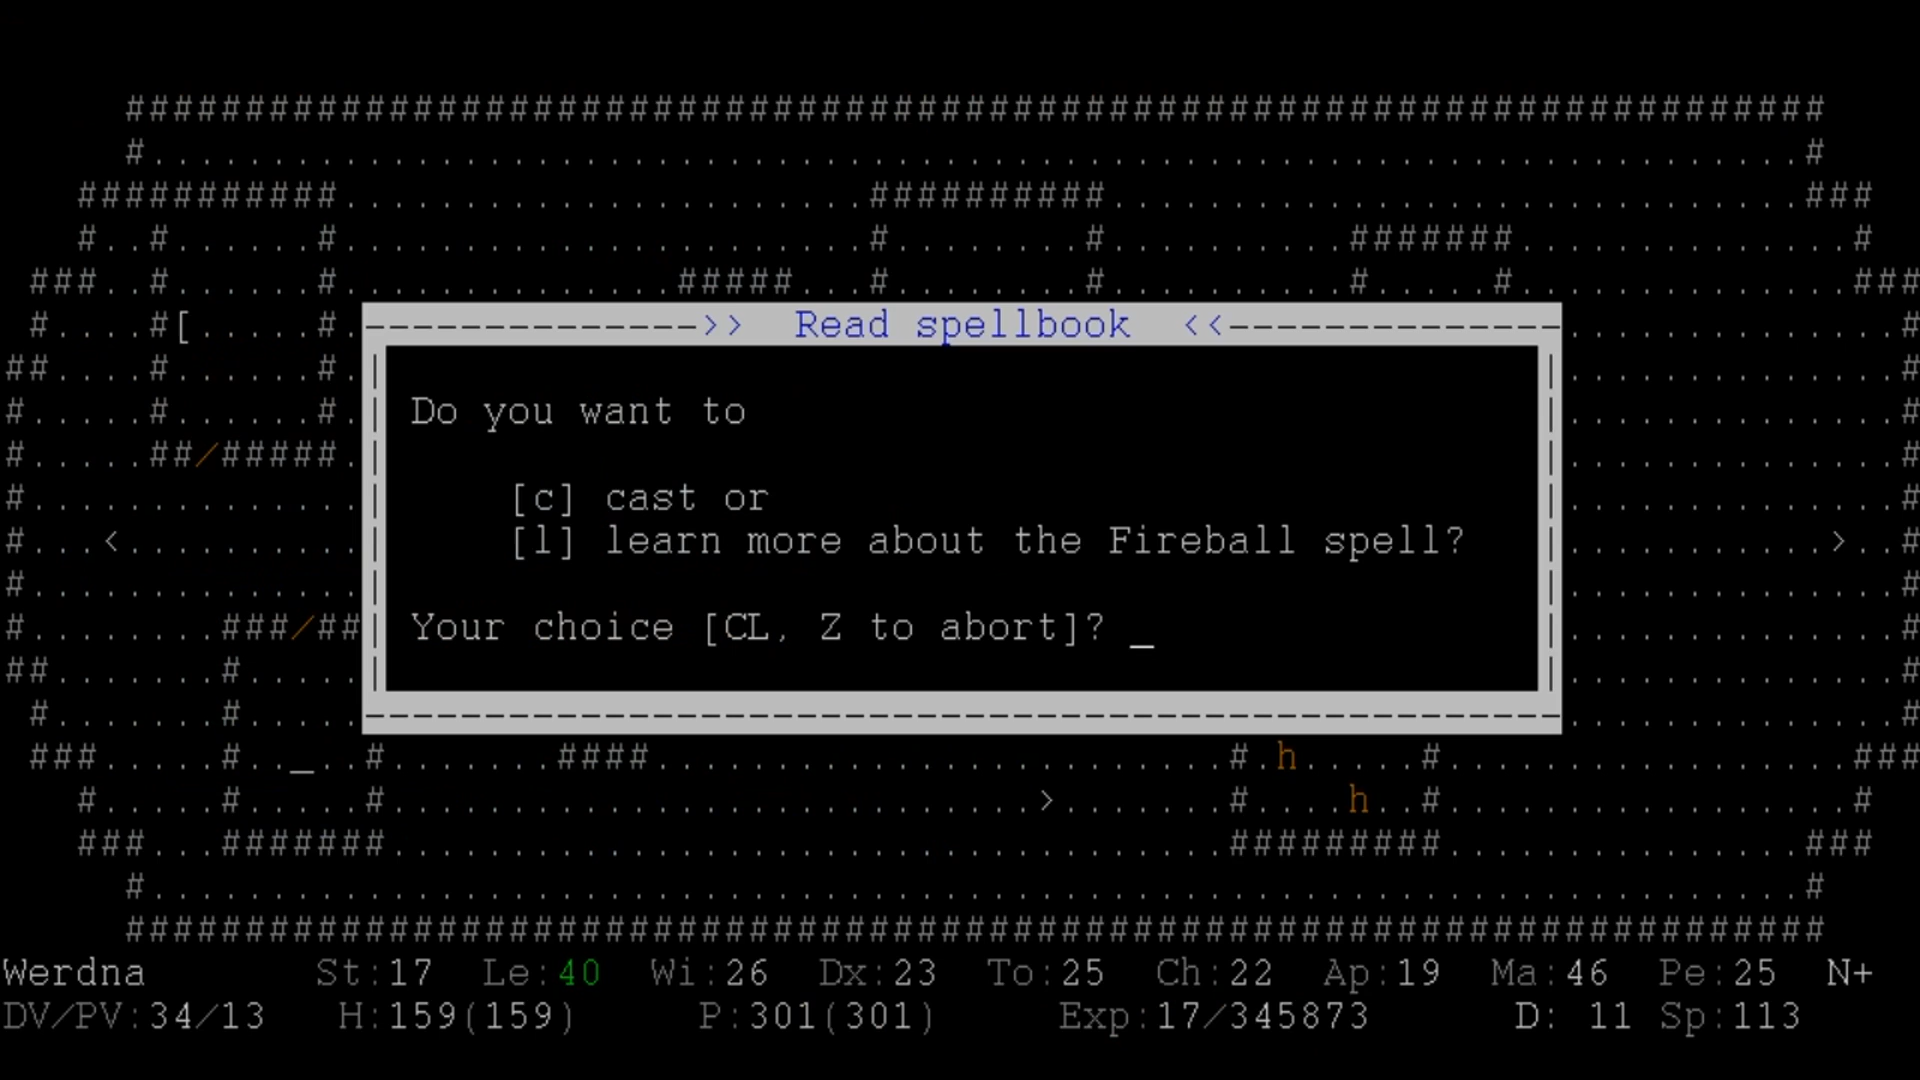 >> Read spellbook <<
Do you want to
[c] cast or
[l] learn more about the Fireball spell?
Your choice [CL, Z to abort]? _
h
h
Werdna St:17 Le:40 Wi:26 Dx:23 To:25 Ch:22 Ap:19 Ma:46 Pe:25 N+
DV/PV:34/13 H:159(159) P:301(301) Exp:17/345873 D: 11 Sp:113